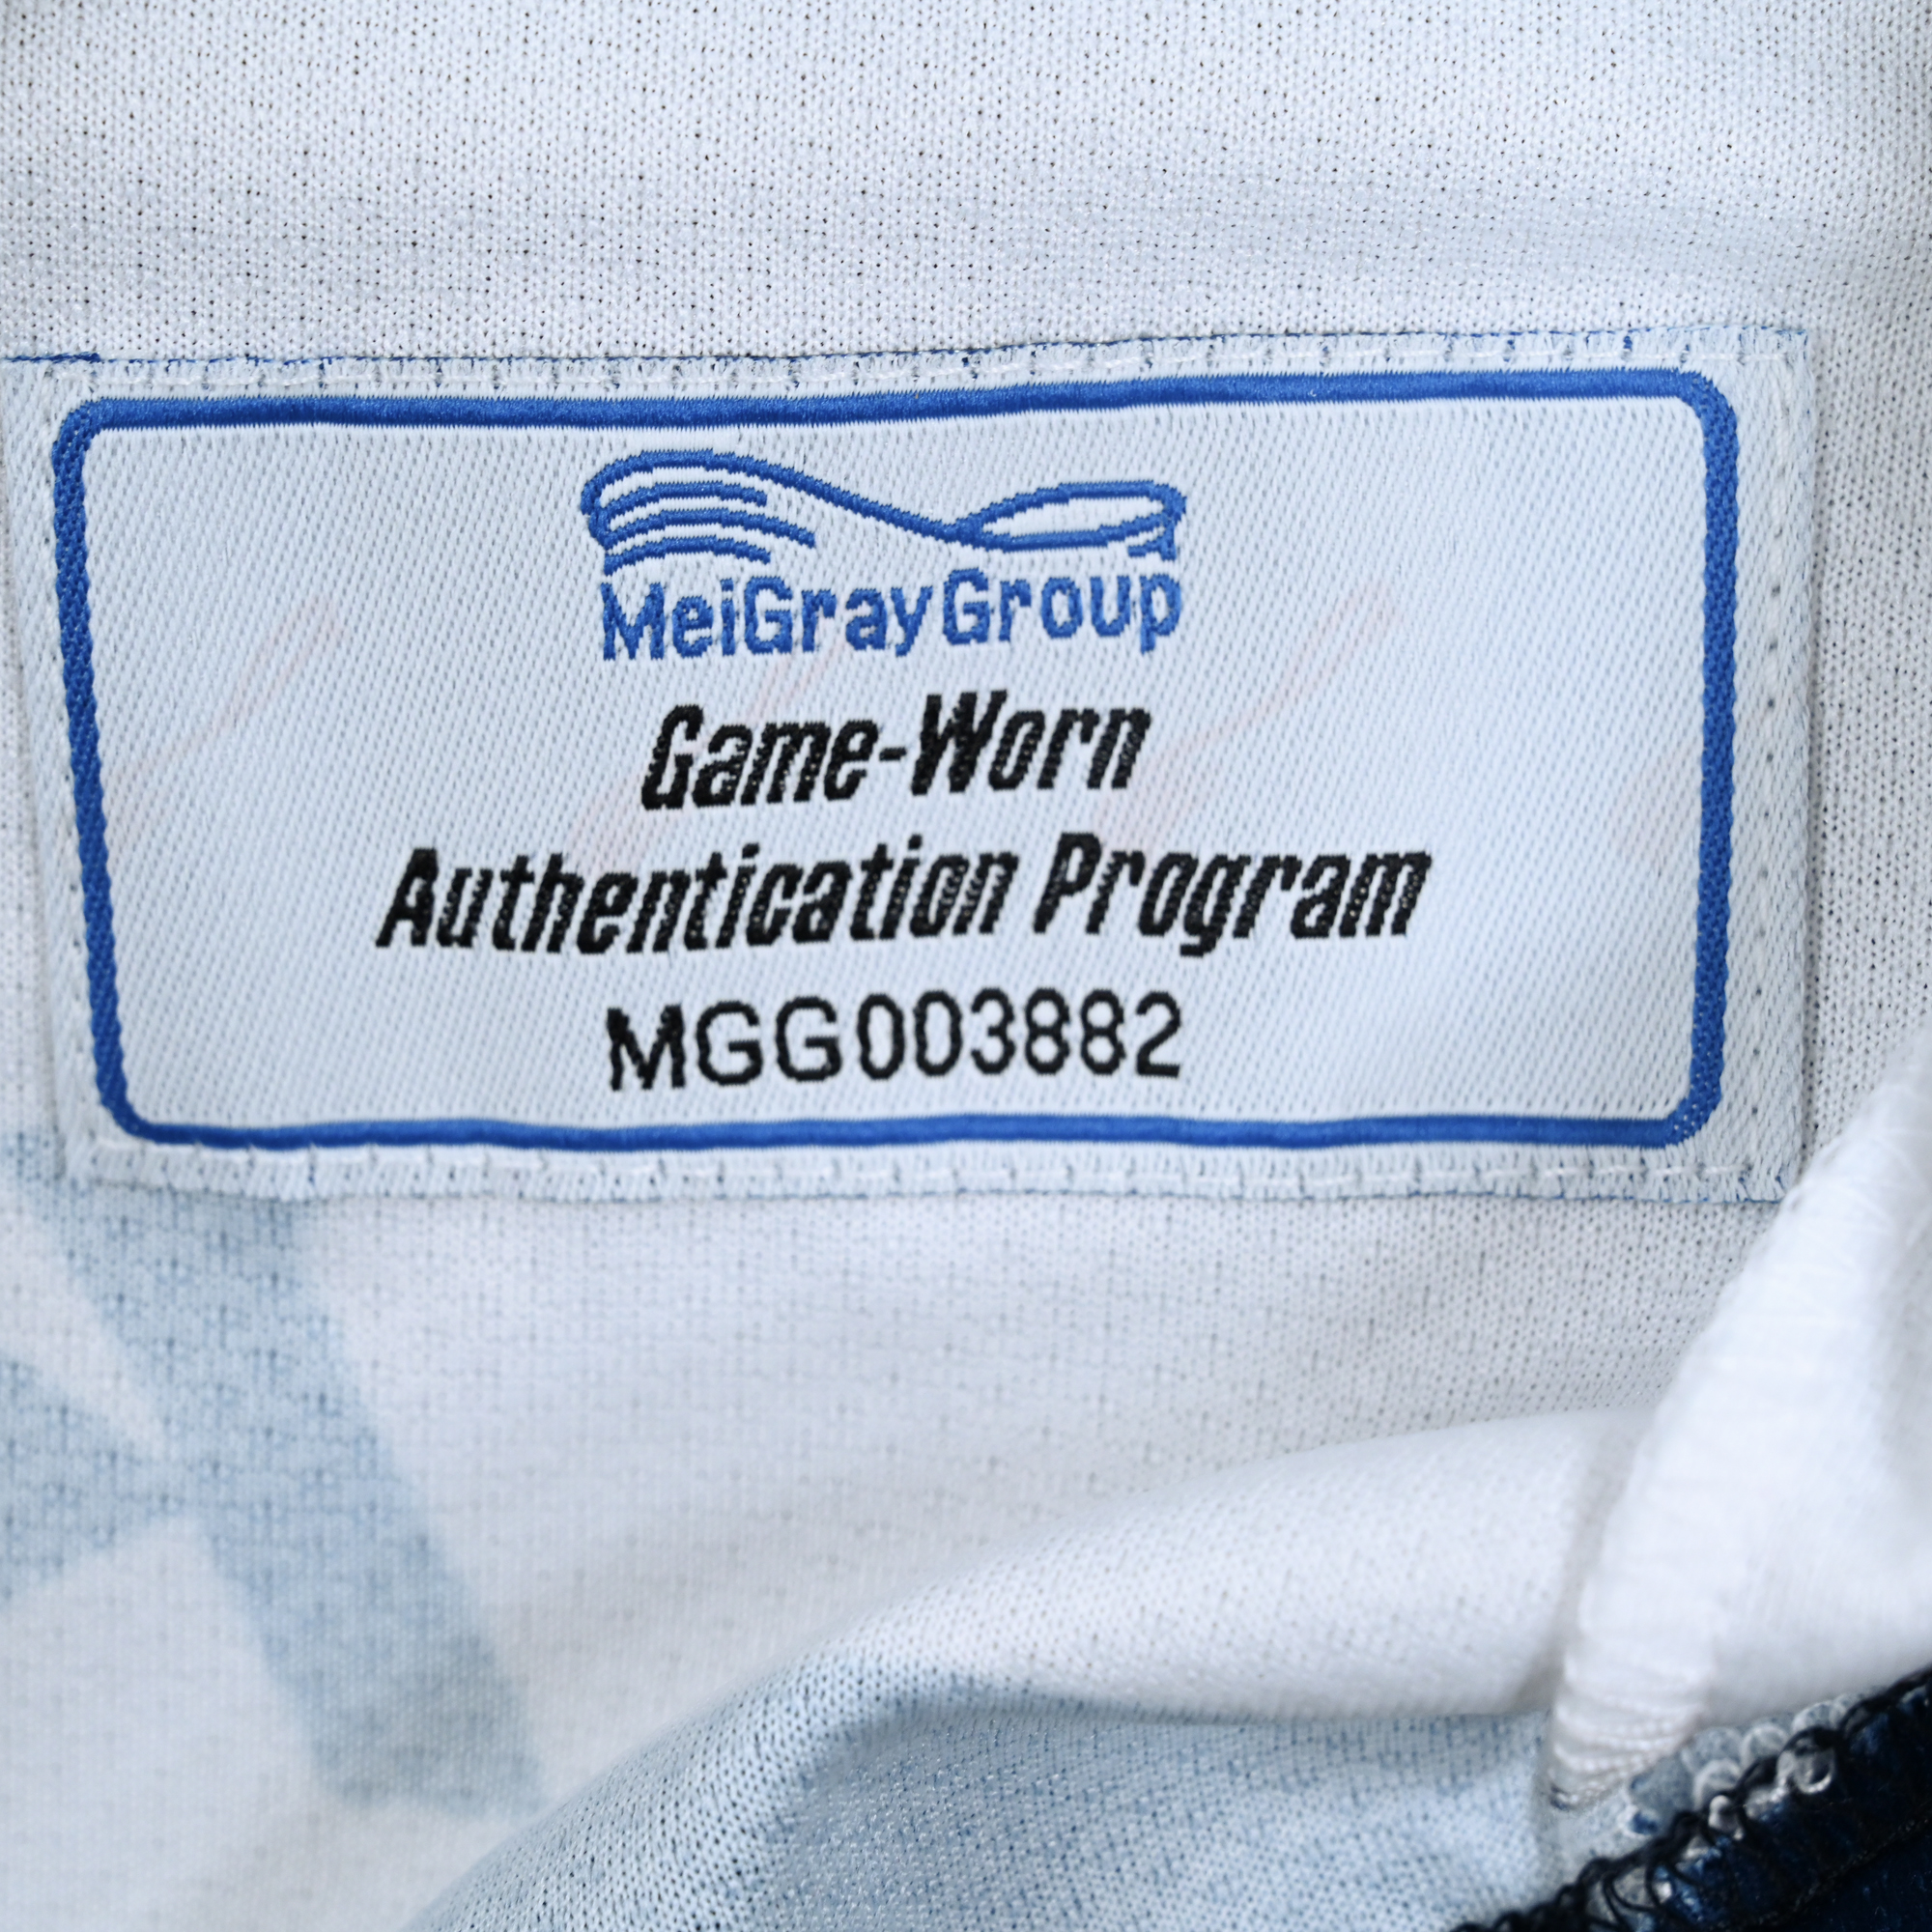 MeiGrayGroup
Game-Worn
Authentication Program
MGG003882